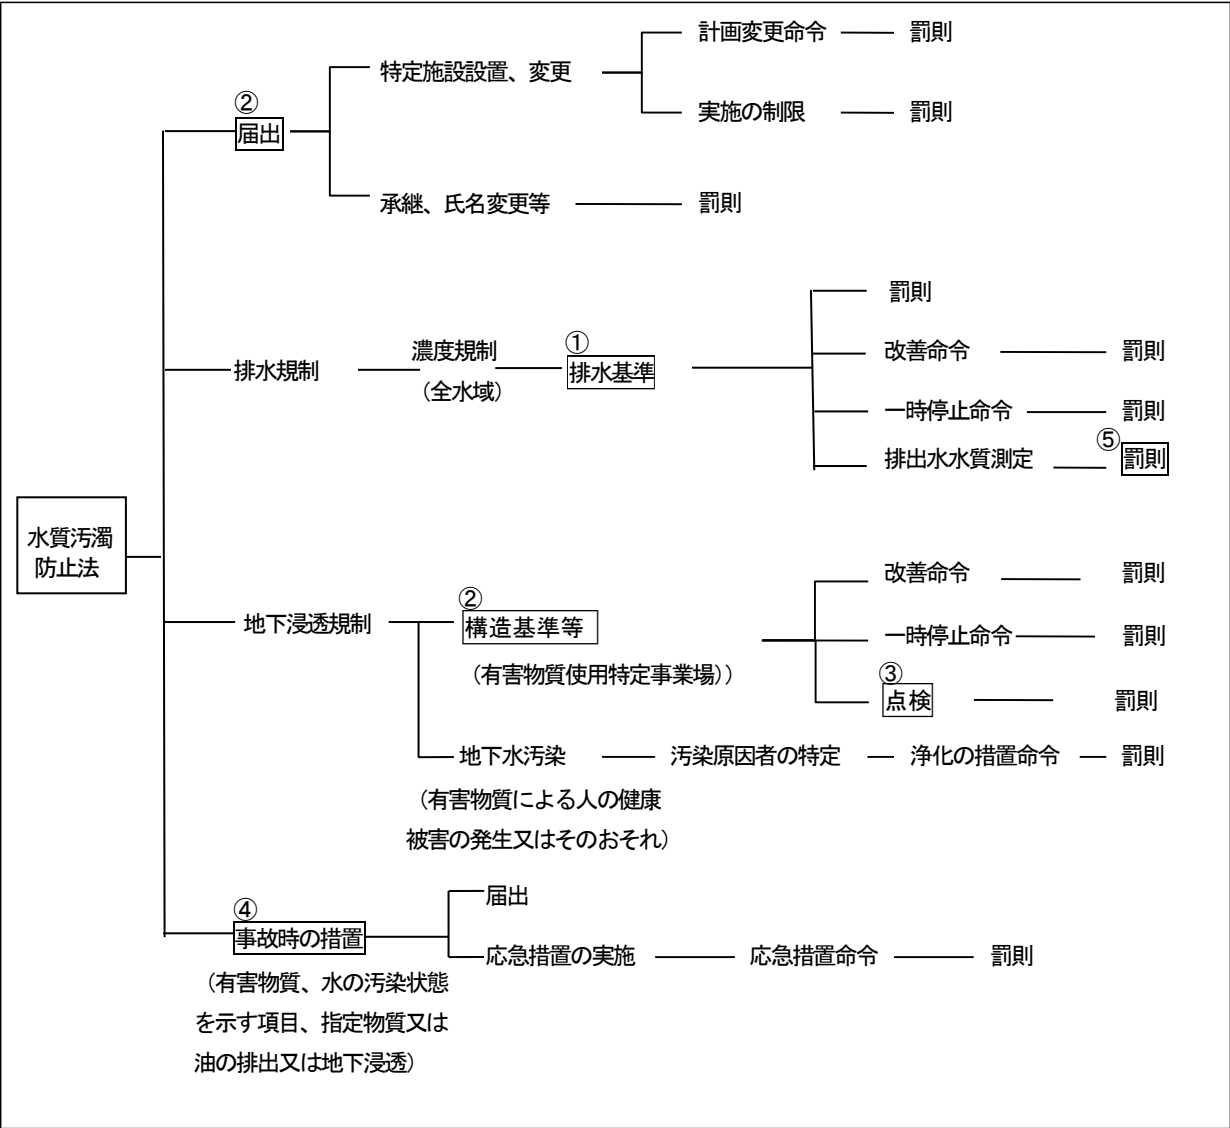 計画変更命令 罰則
特定施設設置、変更
②
実施の制限 罰則
届出
承継、氏名変更等 罰則
罰則
①
濃度規制 改善命令 罰則
排水規制 排水基準
(全水域)
一時停止命令 罰則
⑤
排出水水質測定 罰則
水質汚濁
防止法
改善命令 罰則
②
地下浸透規制 構造基準等
一時停止命令 罰則
(有害物質使用特定事業場))
③
点検 罰則
地下水汚染 汚染原因者の特定 浄化の措置命令 罰則
(有害物質による人の健康
被害の発生又はそのおそれ)
届出
④
事故時の措置
応急措置の実施 応急措置命令 罰則
(有害物質、水の汚染状態
を示す項目、指定物質又は
油の排出又は地下浸透)